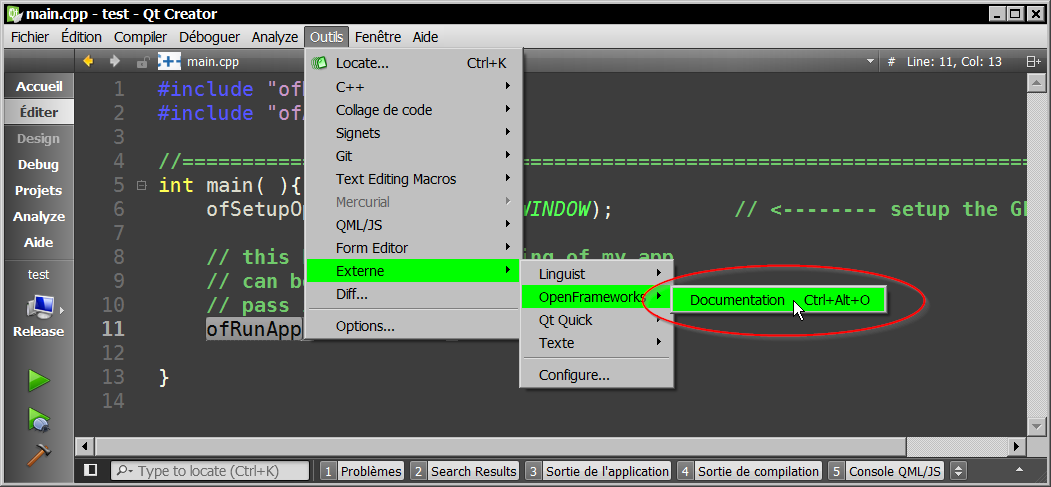 main.cpp - test - Qt Creator
Fichier Édition Compiler Déboguer Analyze Outils Fenêtre Aide
main.cpp # Line: 11, Col: 13
Accueil
Éditer
Design
Debug
Projets
Analyze
Aide
test
Release
1 #include "of
2 #include "of
3
4 //==========================================================
5 int main( ){
6 ofSetupOp WINDOW); // <-------- setup the G
7
8 // this ing of my app
9 // can be
10 // pass
11 ofRunApp
12
13 }
14
Locate... Ctrl+K
C++
Collage de code
Signets
Git
Text Editing Macros
Mercurial
QML/JS
Form Editor
Externe
Diff...
Options...
Linguist
OpenFrameworks
Qt Quick
Texte
Configure...
Documentation Ctrl+Alt+O
Type to locate (Ctrl+K) 1 Problèmes 2 Search Results 3 Sortie de l'application 4 Sortie de compilation 5 Console QML/JS